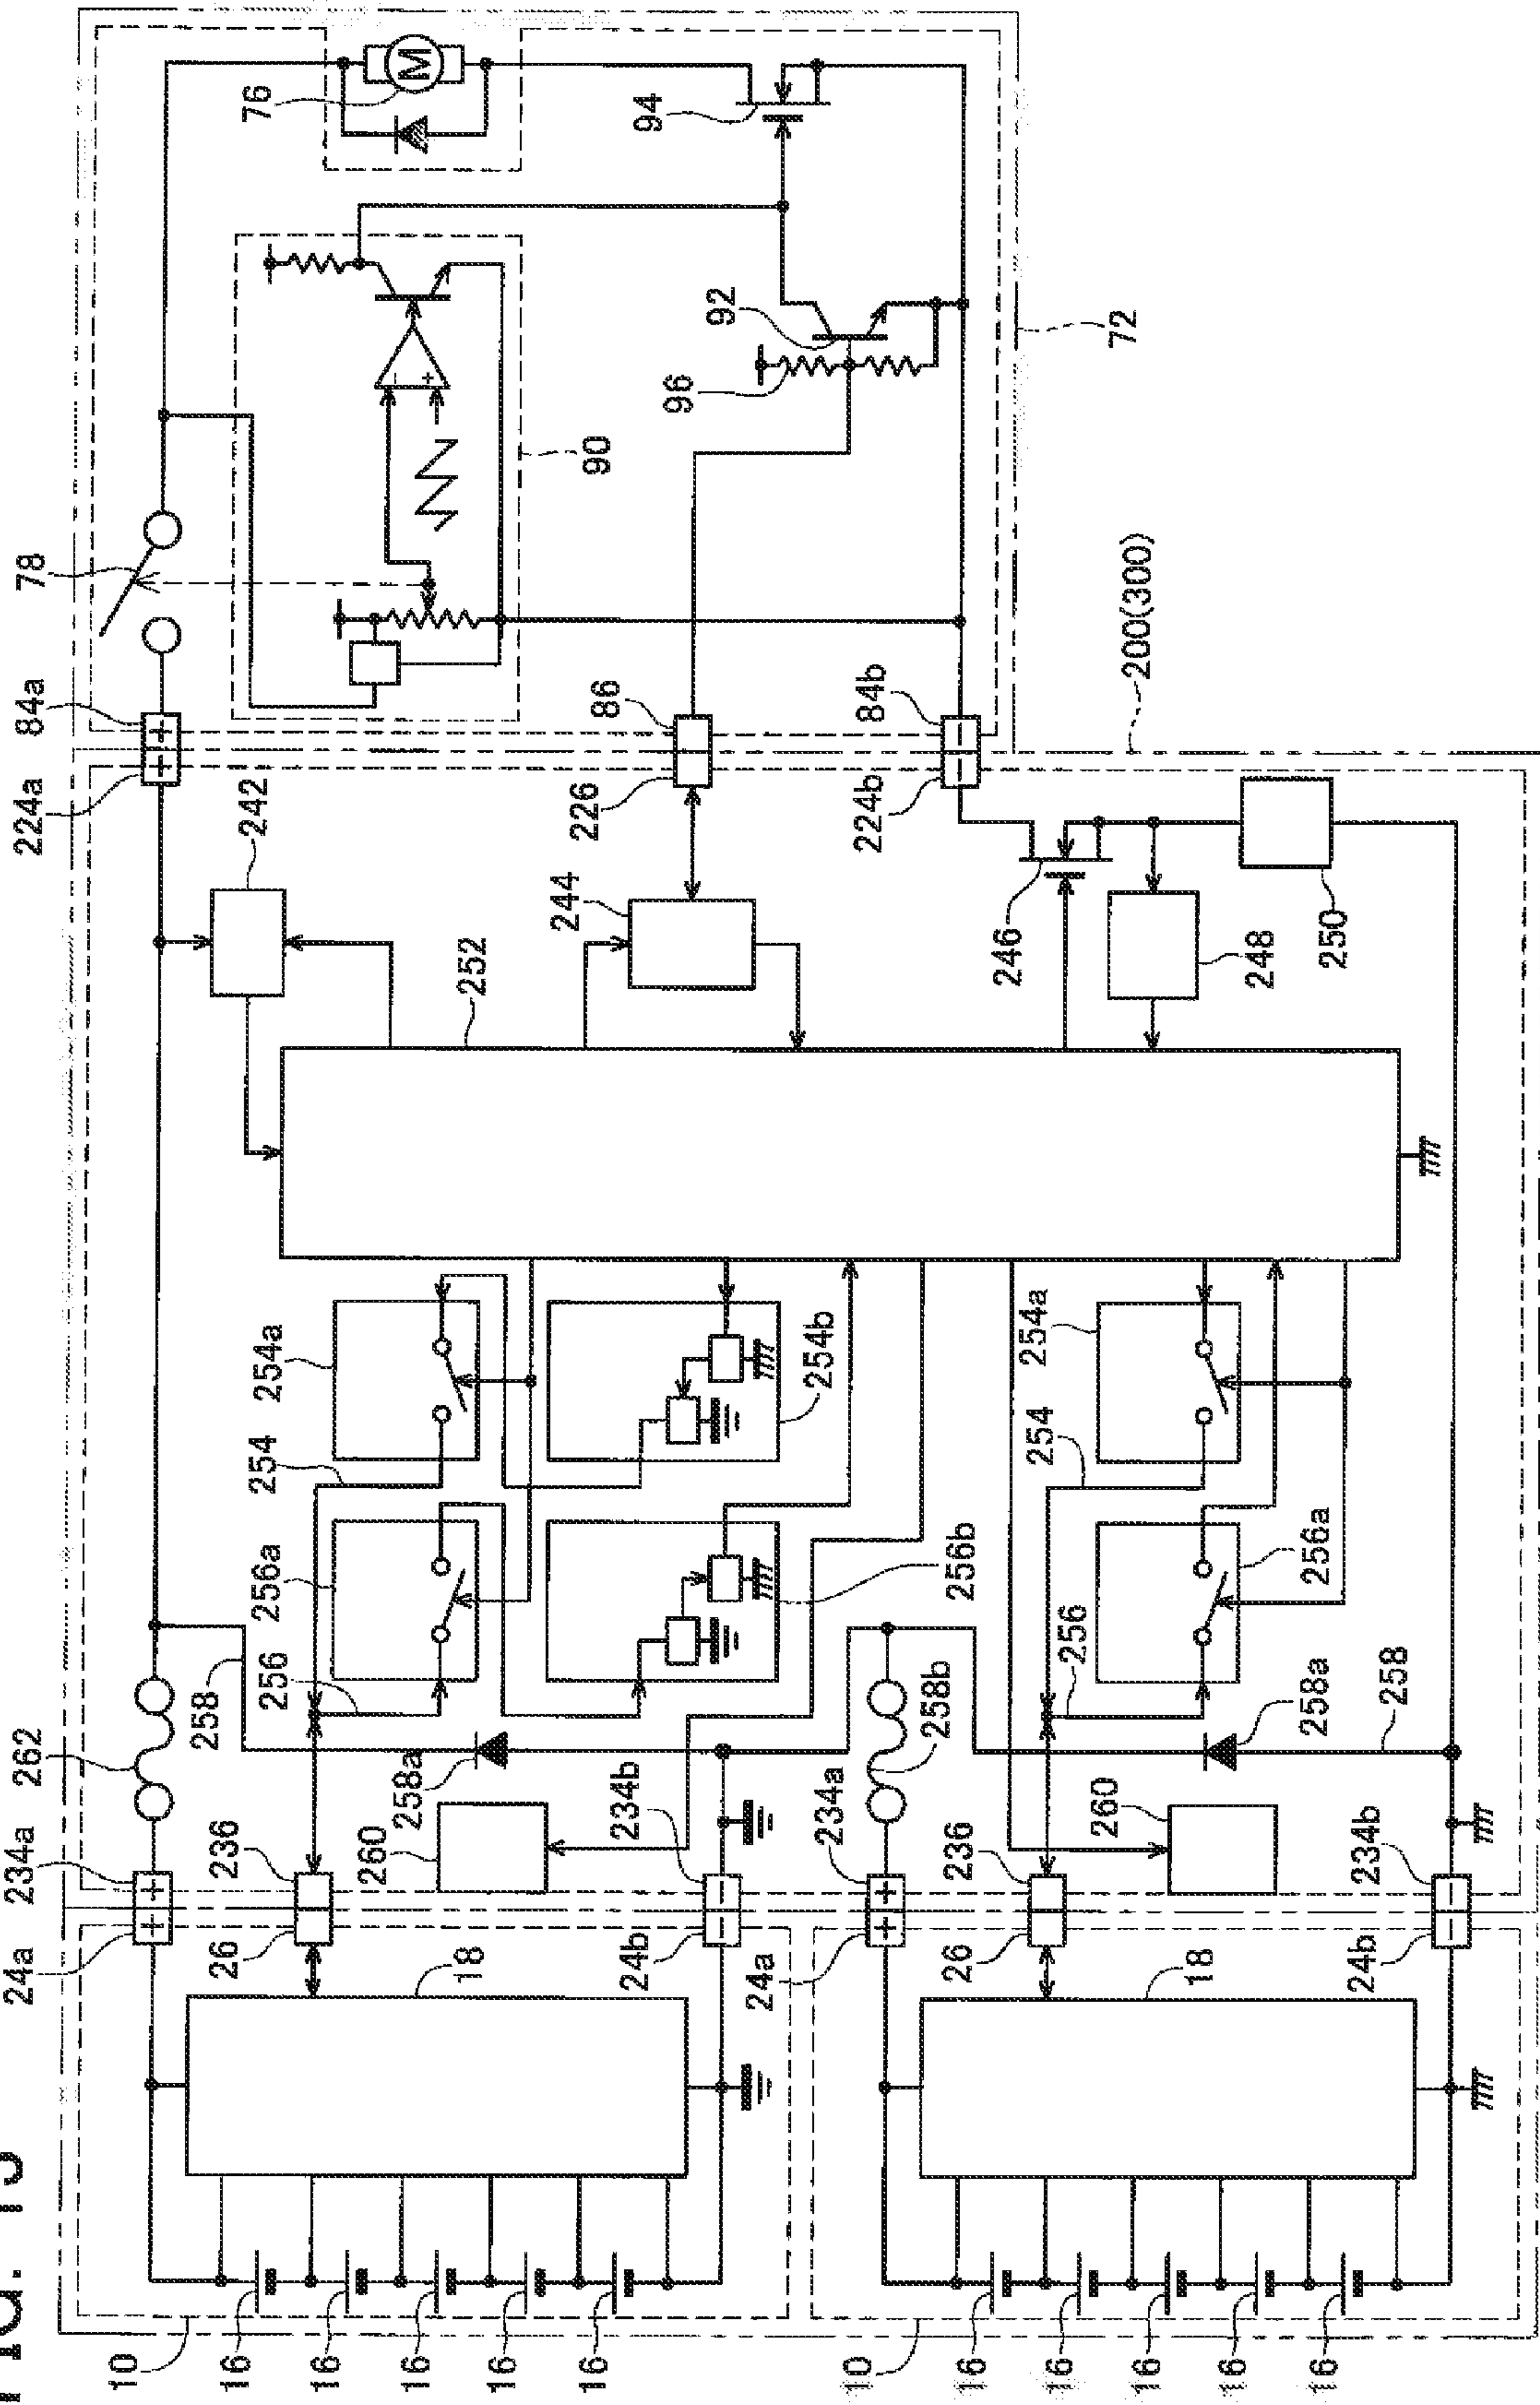 FIG. 15
78
224a
84a
76
24a
234a
262
242
258
236
26
254
254a
256
256a
252
94
90
92
96
244
226
86
10
16
16
16
16
16
18
258a
260
234b
24b
254b
256b
246
224b
84b
72
200(300)
248
250
24a
234a
258b
236
26
254
254a
256
256a
258a
258
260
234b
24b
18
10
16
16
16
16
16
M
+
+
+
+
+
+
−
−
−
−
−
−
−
+